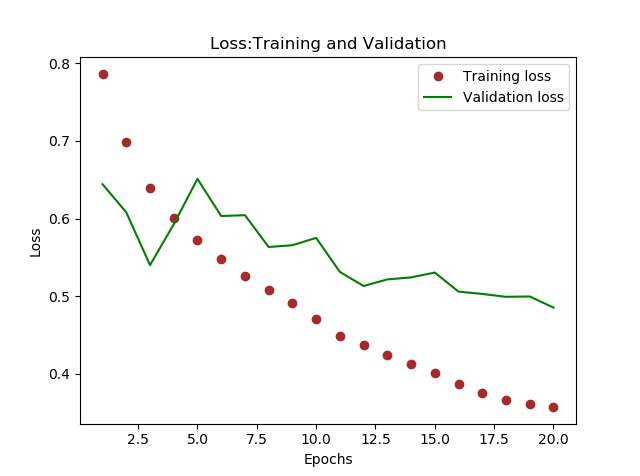 Loss:Training and Validation
Training loss
Validation loss
Loss
0.8
0.7
0.6
0.5
0.4
2.5 5.0 7.5 10.0 12.5 15.0 17.5 20.0
Epochs